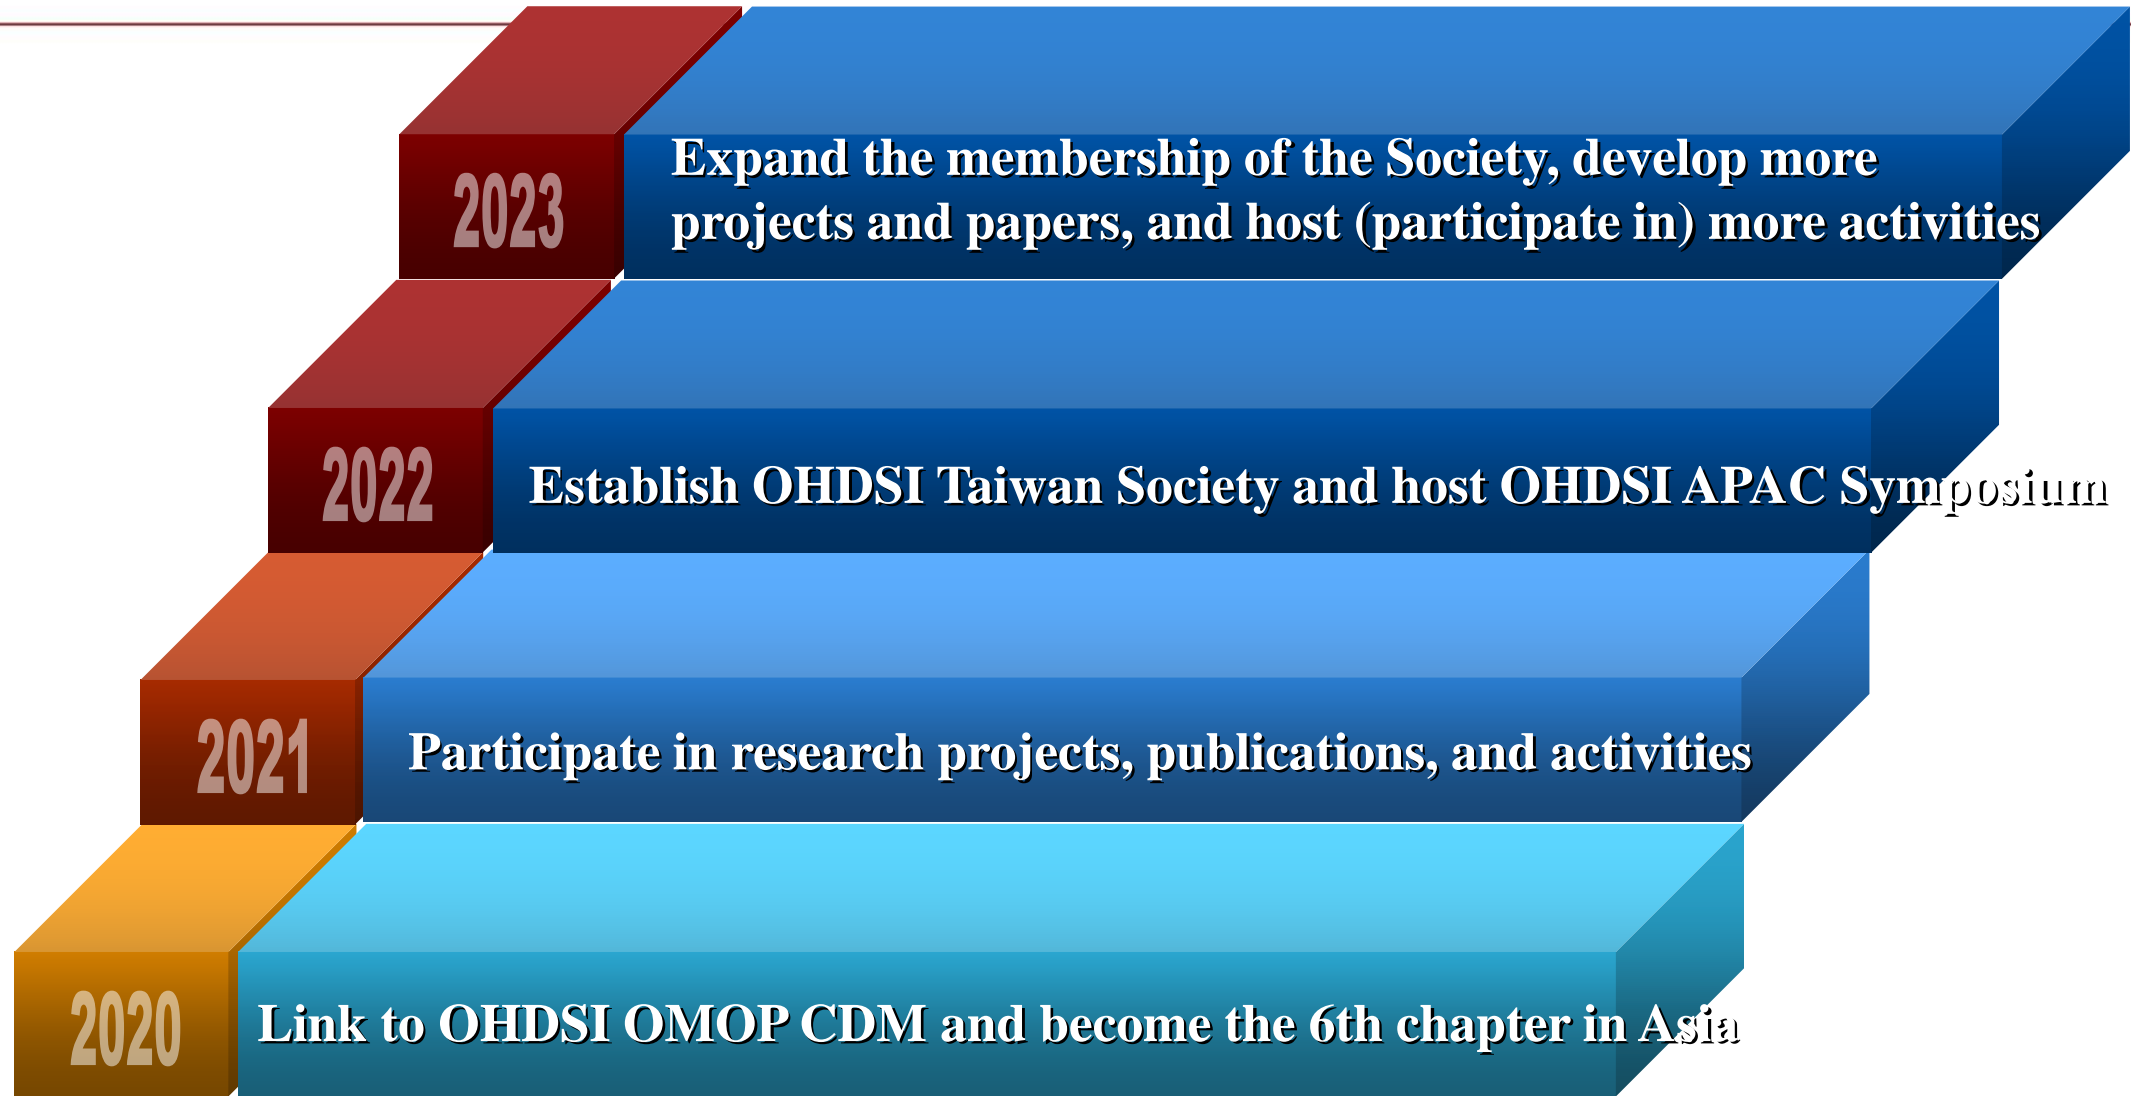 2023
Expand the membership of the Society, develop more
projects and papers, and host (participate in) more activities
2022
Establish OHDSI Taiwan Society and host OHDSI APAC Symposium
2021
Participate in research projects, publications, and activities
2020
Link to OHDSI OMOP CDM and become the 6th chapter in Asia